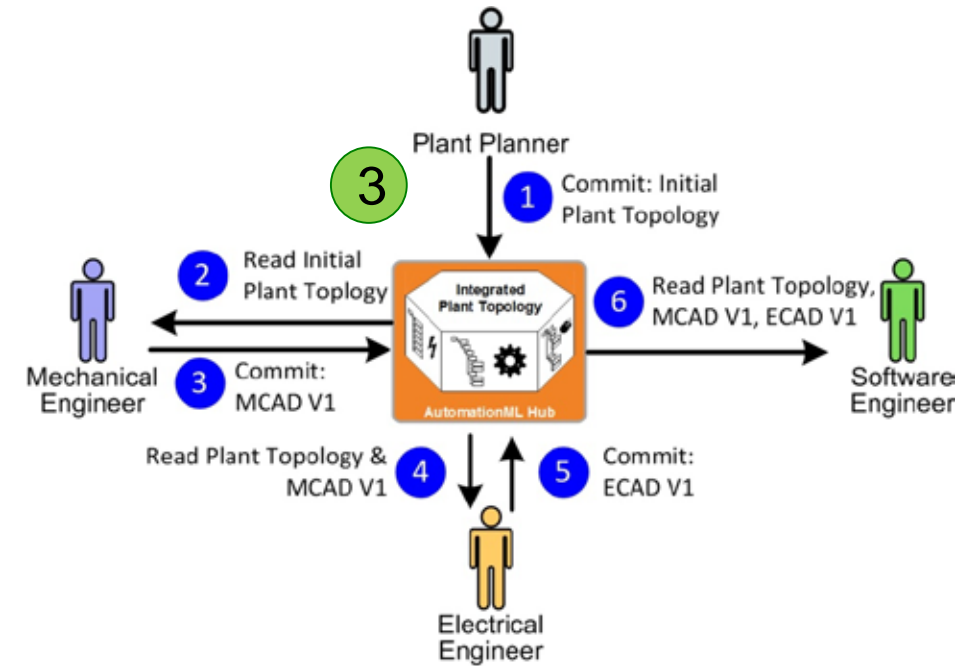 Plant Planner
3
1
Commit: Initial
Plant Topology
2
Read Initial
Plant Toplogy
Integrated
Plant Topology
AutomationML Hub
6
Read Plant Topology,
MCAD V1, ECAD V1
Mechanical
Engineer
3
Commit:
MCAD V1
Software
Engineer
Read Plant Topology &
MCAD V1
4
5
Commit:
ECAD V1
Electrical
Engineer